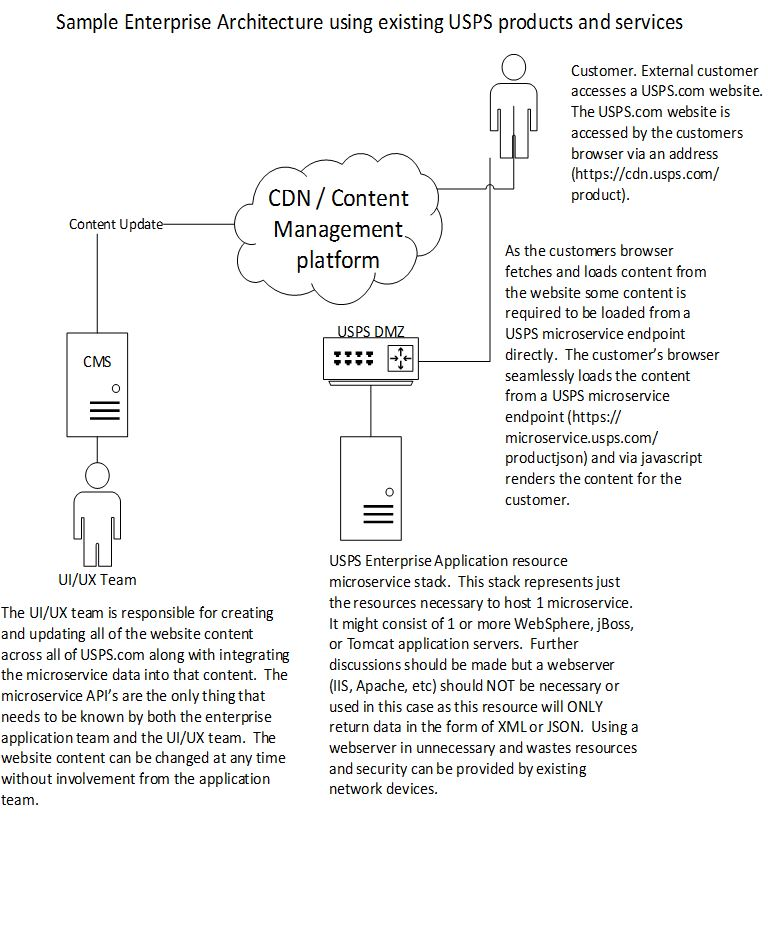 Sample Enterprise Architecture using existing USPS products and services
Customer. External customer
accesses a USPS.com website.
The USPS.com website is
accessed by the customers
browser via an address
(https://cdn.usps.com/
product).
CDN / Content
Management
platform
Content Update
As the customers browser
fetches and loads content from
the website some content is
required to be loaded from a
USPS microservice endpoint
directly.  The customer's browser
seamlessly loads the content
from a USPS microservice
endpoint (https://
microservice.usps.com/
productjson) and via javascript
renders the content for the
customer.
USPS DMZ
CMS
UI/UX Team
The UI/UX team is responsible for creating
and updating all of the website content
across all of USPS.com along with integrating
the microservice data into that content.  The
microservice API's are the only thing that
needs to be known by both the enterprise
application team and the UI/UX team.  The
website content can be changed at any time
without involvement from the application
team.
USPS Enterprise Application resource
microservice stack.  This stack represents just
the resources necessary to host 1 microservice.
It might consist of 1 or more WebSphere, jBoss,
or Tomcat application servers.  Further
discussions should be made but a webserver
(IIS, Apache, etc) should NOT be necessary or
used in this case as this resource will ONLY
return data in the form of XML or JSON.  Using a
webserver in unnecessary and wastes resources
and security can be provided by existing
network devices.